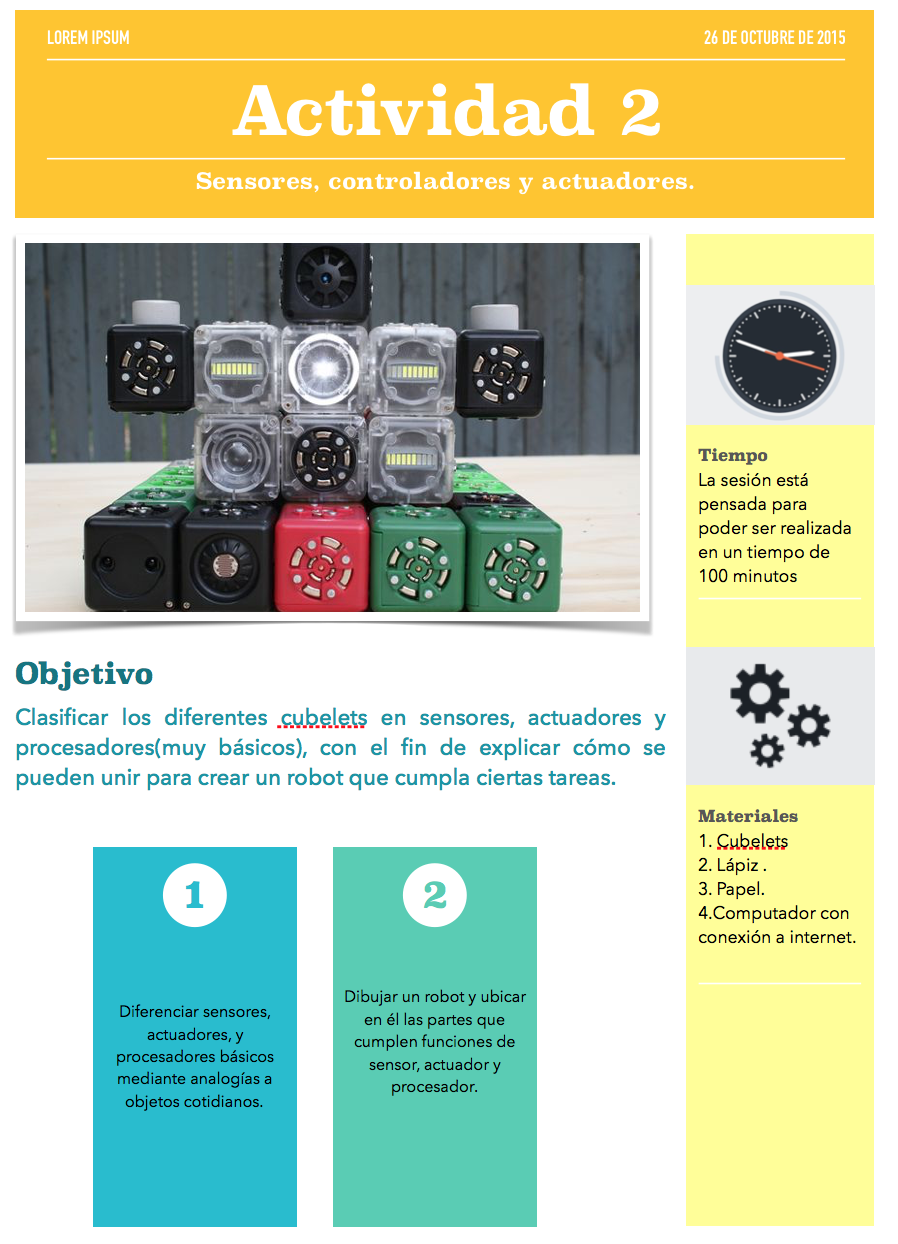 LOREM IPSUM
26 DE OCTUBRE DE 2015
Actividad 2
Sensores, controladores y actuadores.
Tiempo
La sesión está
pensada para
poder ser realizada
en un tiempo de
100 minutos
Objetivo
Clasificar los diferentes cubelets en sensores, actuadores y
procesadores(muy básicos), con el fin de explicar cómo se
pueden unir para crear un robot que cumpla ciertas tareas.
Materiales
1. Cubelets
2. Lápiz .
3. Papel.
4.Computador con
conexión a internet.
1
Diferenciar sensores,
actuadores, y
procesadores básicos
mediante analogías a
objetos cotidianos.
2
Dibujar un robot y ubicar
en él las partes que
cumplen funciones de
sensor, actuador y
procesador.